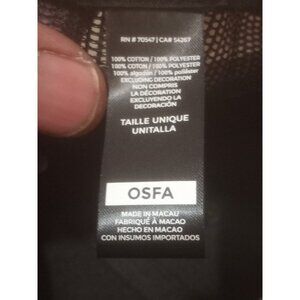 RN # 70547 | CA# 54267
100% COTTON / 100% POLYESTER
100% COTTON / 100% POLYESTER
100% algodón / 100% poliéster
EXCLUDING DECORATION
NON COMPRIS
LA DÉCORATION
EXCLUYENDO LA
DECORACIÓN
TAILLE UNIQUE
UNITALLA
OSFA
MADE IN MACAU
FABRIQUÉ À MACAO
HECHO EN MACAO
CON INSUMOS IMPORTADOS